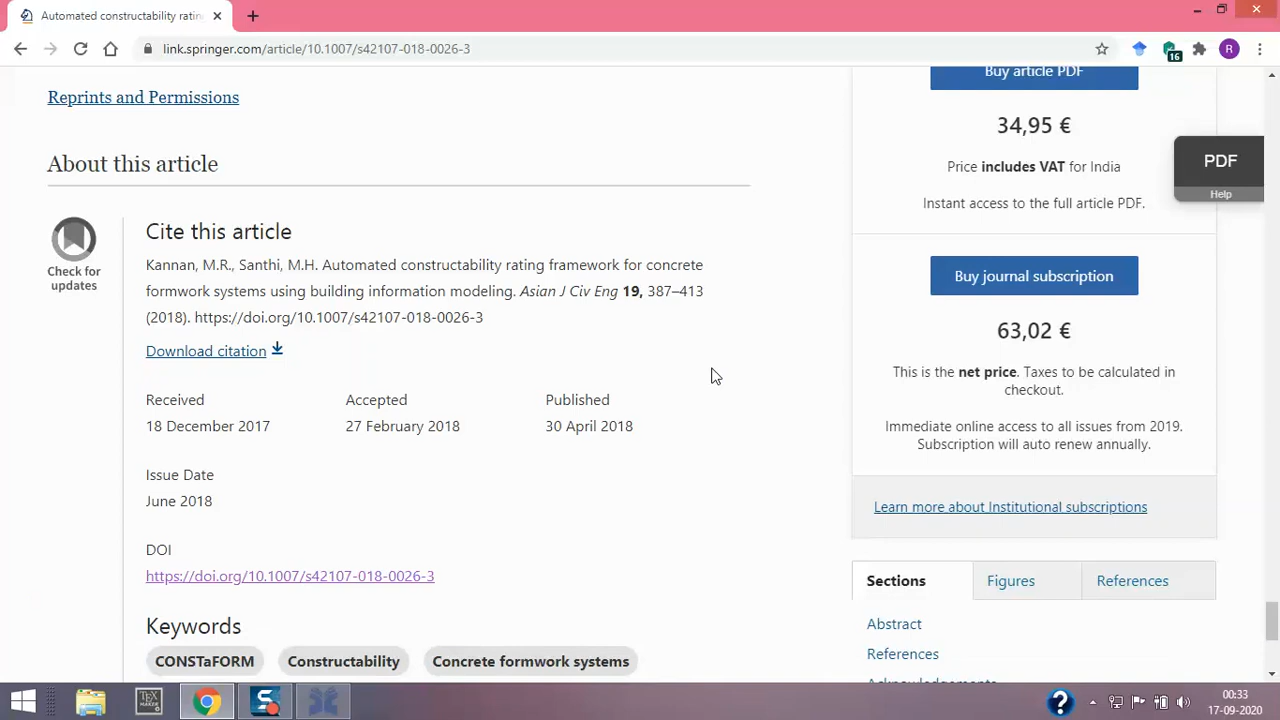 Automated constructability ratin
link.springer.com/article/10.1007/s42107-018-0026-3
16
R
Reprints and Permissions
About this article
Check for
updates
Cite this article
Kannan, M.R., Santhi, M.H. Automated constructability rating framework for concrete
formwork systems using building information modeling. Asian J Civ Eng 19, 387–413
(2018). https://doi.org/10.1007/s42107-018-0026-3
Download citation
Received
18 December 2017
Accepted
27 February 2018
Published
30 April 2018
Issue Date
June 2018
DOI
https://doi.org/10.1007/s42107-018-0026-3
Keywords
CONSTaFORM
Constructability
Concrete formwork systems
Buy article PDF
34,95 €
Price includes VAT for India
Instant access to the full article PDF.
Buy journal subscription
63,02 €
This is the net price. Taxes to be calculated in
checkout.
Immediate online access to all issues from 2019.
Subscription will auto renew annually.
Learn more about Institutional subscriptions
Sections
Figures
References
Abstract
References
Acknowledgements
PDF
Help
TEX
MAKER
S
?
00:33
17-09-2020